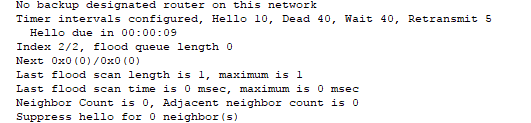 No backup designated router on this network
Timer intervals configured, Hello 10, Dead 40, Wait 40, Retransmit 5
Hello due in 00:00:09
Index 2/2, flood queue length 0
Next 0x0(0)/0x0(0)
Last flood scan length is 1, maximum is 1
Last flood scan time is 0 msec, maximum is 0 msec
Neighbor Count is 0, Adjacent neighbor count is 0
Suppress hello for 0 neighbor(s)